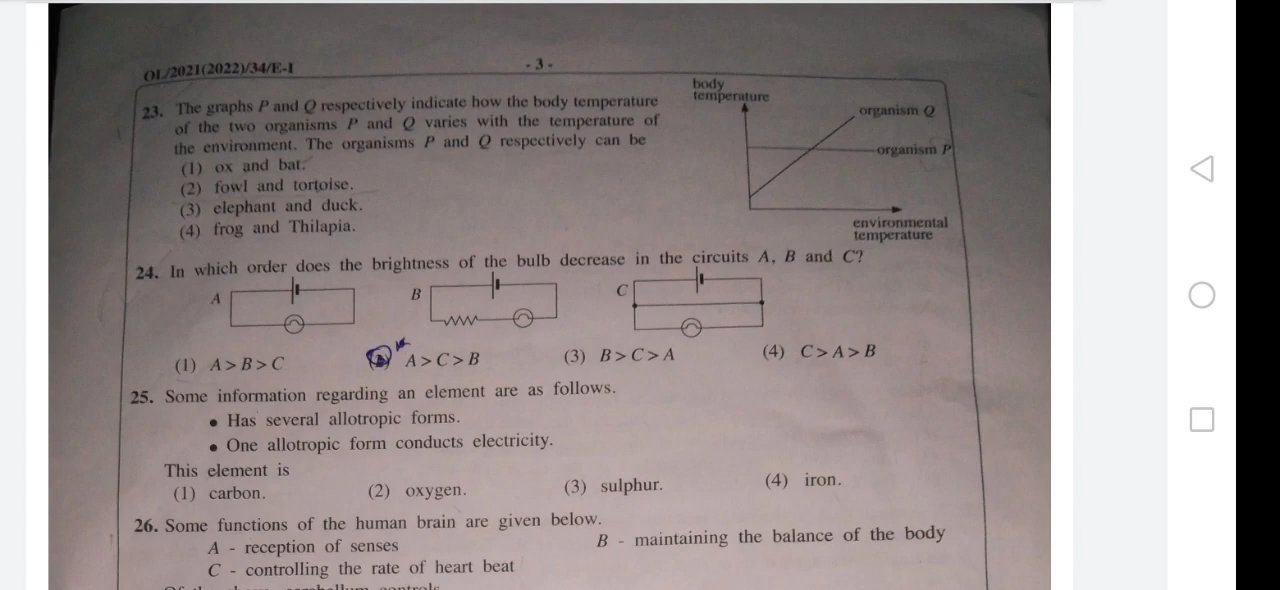 OL/2021(2022)/34/E-I
- 3 -
23. The graphs P and Q respectively indicate how the body temperature
of the two organisms P and Q varies with the temperature of
the environment. The organisms P and Q respectively can be
(1) ox and bat.
(2) fowl and tortoise.
(3) elephant and duck.
(4) frog and Thilapia.
body
temperature
organism Q
organism P
environmental
temperature
24. In which order does the brightness of the bulb decrease in the circuits A, B and C?
A
B
C
(1) A > B > C
A > C > B
(3) B > C > A
(4) C > A > B
25. Some information regarding an element are as follows.
• Has several allotropic forms.
• One allotropic form conducts electricity.
This element is
(1) carbon.
(2) oxygen.
(3) sulphur.
(4) iron.
26. Some functions of the human brain are given below.
A - reception of senses
B - maintaining the balance of the body
C - controlling the rate of heart beat